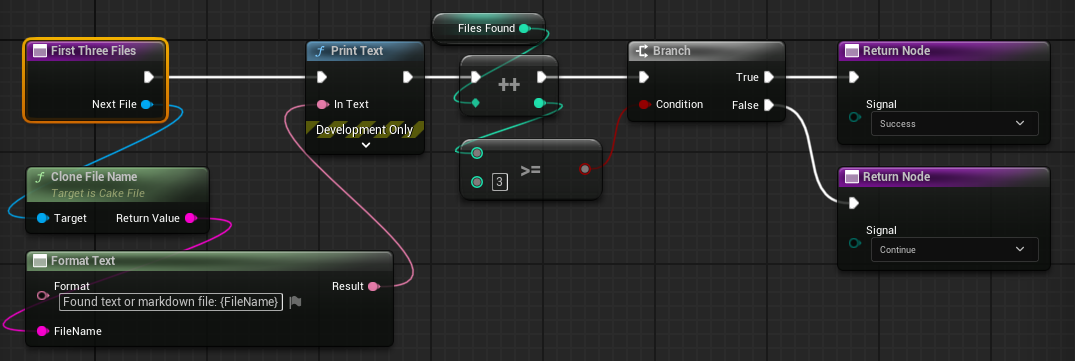 First Three Files
Next File
Clone File Name
Target is Cake File
Target
Return Value
Format Text
Format
Found text or markdown file: {FileName}
Result
FileName
Print Text
In Text
Development Only
Files Found
++
>=
3
Branch
True
Condition
False
Return Node
Signal
Success
Return Node
Signal
Continue